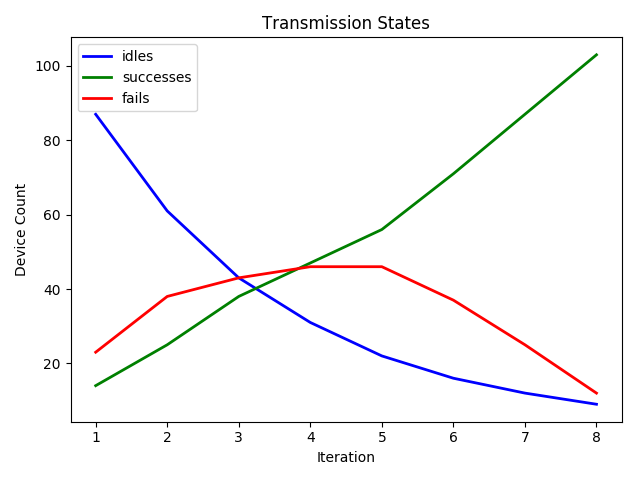 Transmission States
idles
successes
fails
Device Count
100
80
60
40
20
1 2 3 4 5 6 7 8
Iteration